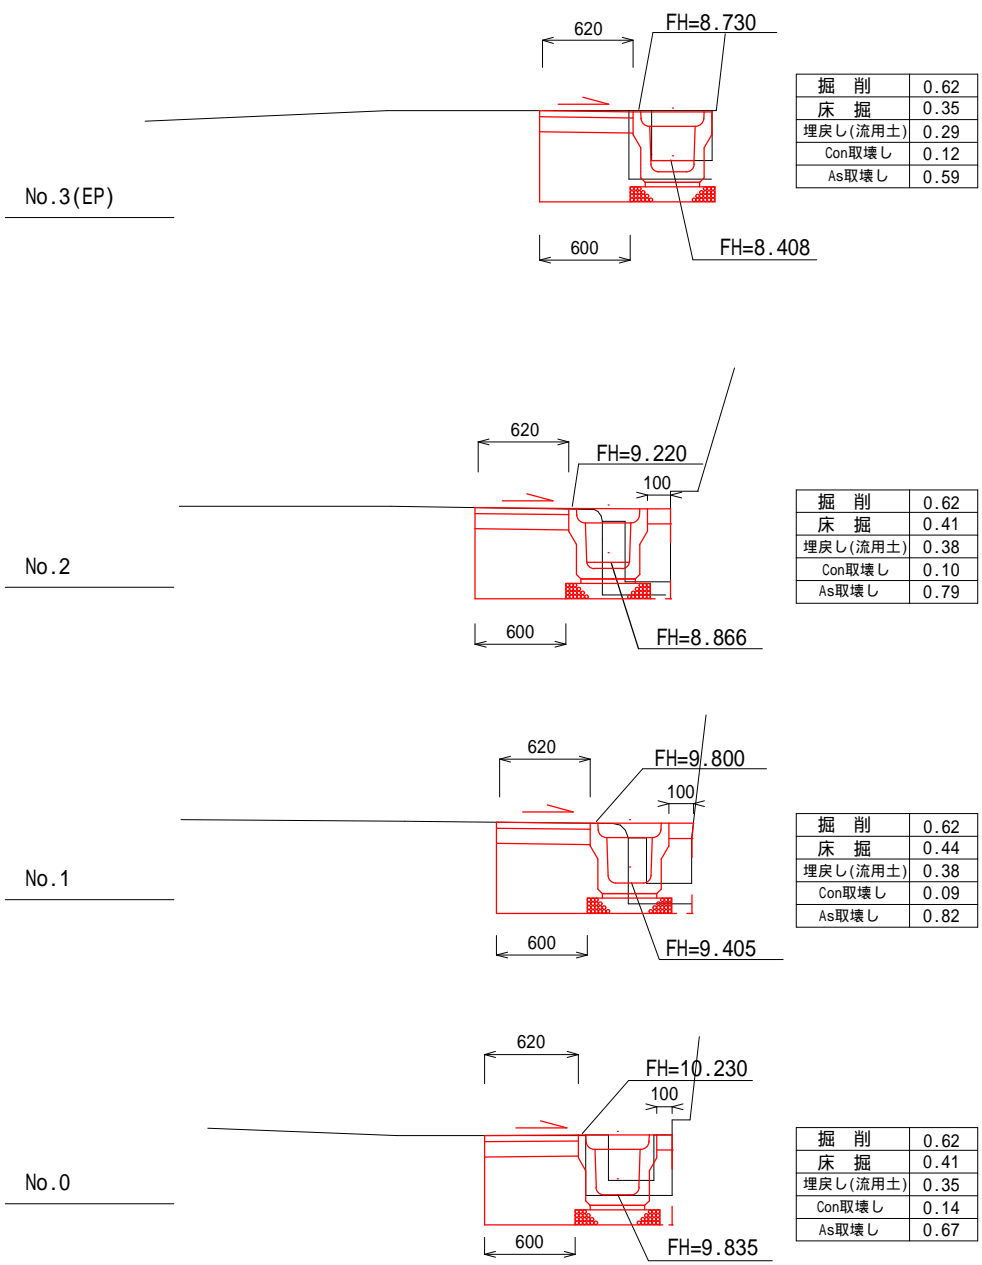 620
FH=8.730
掘 削 0.62
床 掘 0.35
埋戻し(流用土) 0.29
Con取壊し 0.12
As取壊し 0.59
No.3(EP)
600
FH=8.408
620
FH=9.220
100
掘 削 0.62
床 掘 0.41
埋戻し(流用土) 0.38
Con取壊し 0.10
As取壊し 0.79
No.2
600
FH=8.866
620
FH=9.800
100
掘 削 0.62
床 掘 0.44
埋戻し(流用土) 0.38
Con取壊し 0.09
As取壊し 0.82
No.1
600
FH=9.405
620
FH=10.230
100
掘 削 0.62
床 掘 0.41
埋戻し(流用土) 0.35
Con取壊し 0.14
As取壊し 0.67
No.0
600
FH=9.835